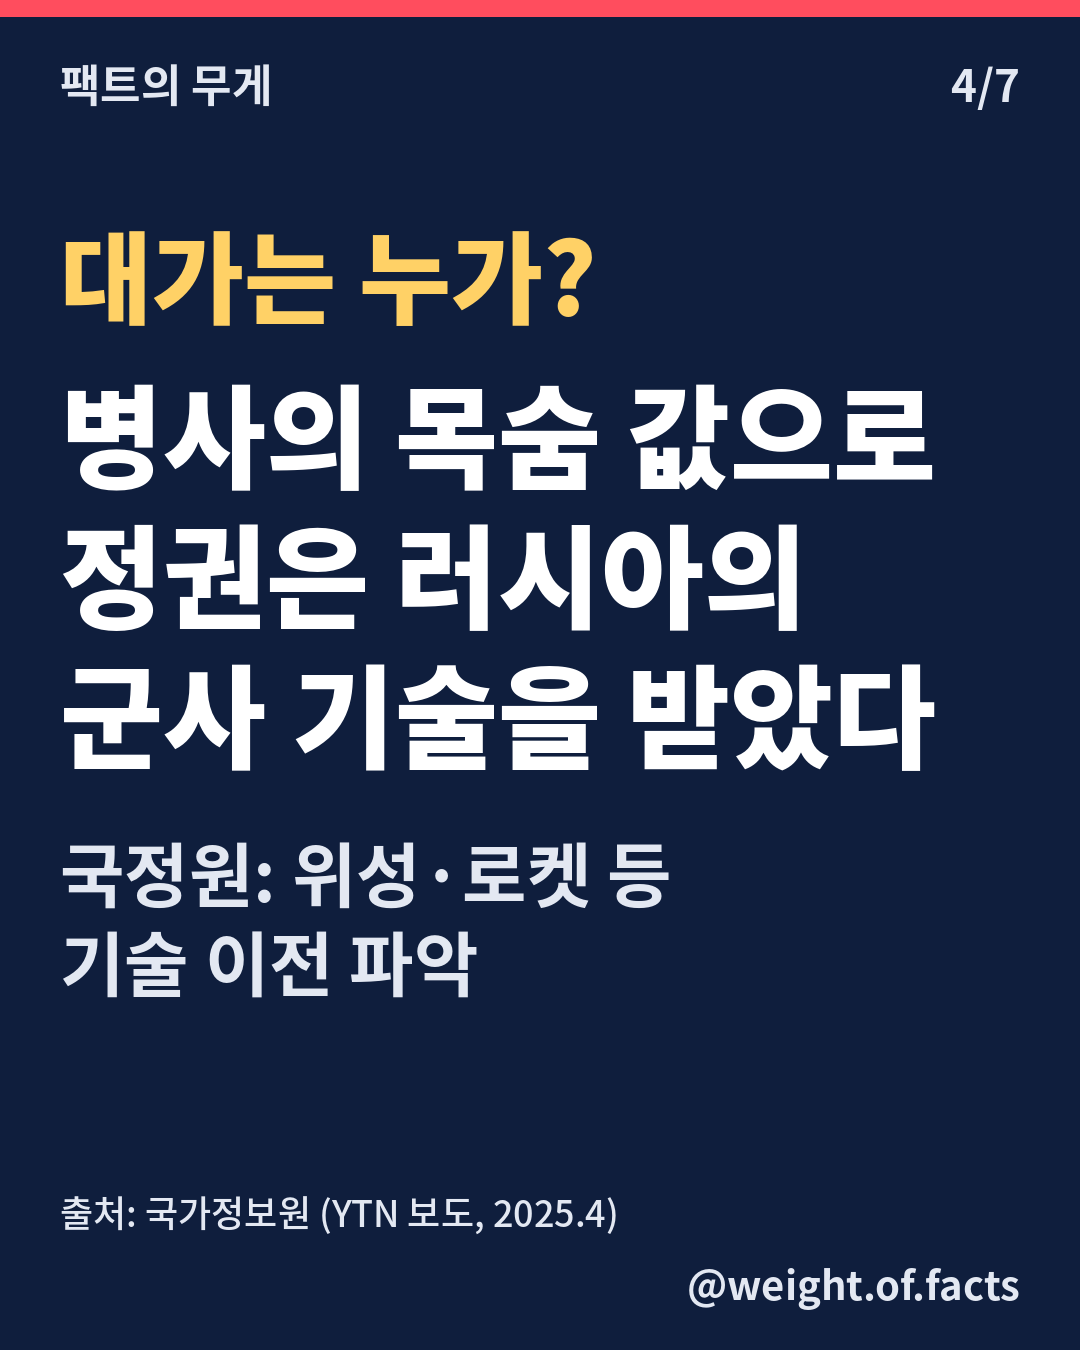 팩트의 무게
4/7
대가는 누가?
병사의 목숨 값으로
정권은 러시아의
군사 기술을 받았다
국정원: 위성·로켓 등
기술 이전 파악
출처: 국가정보원 (YTN 보도, 2025.4)
@weight.of.facts